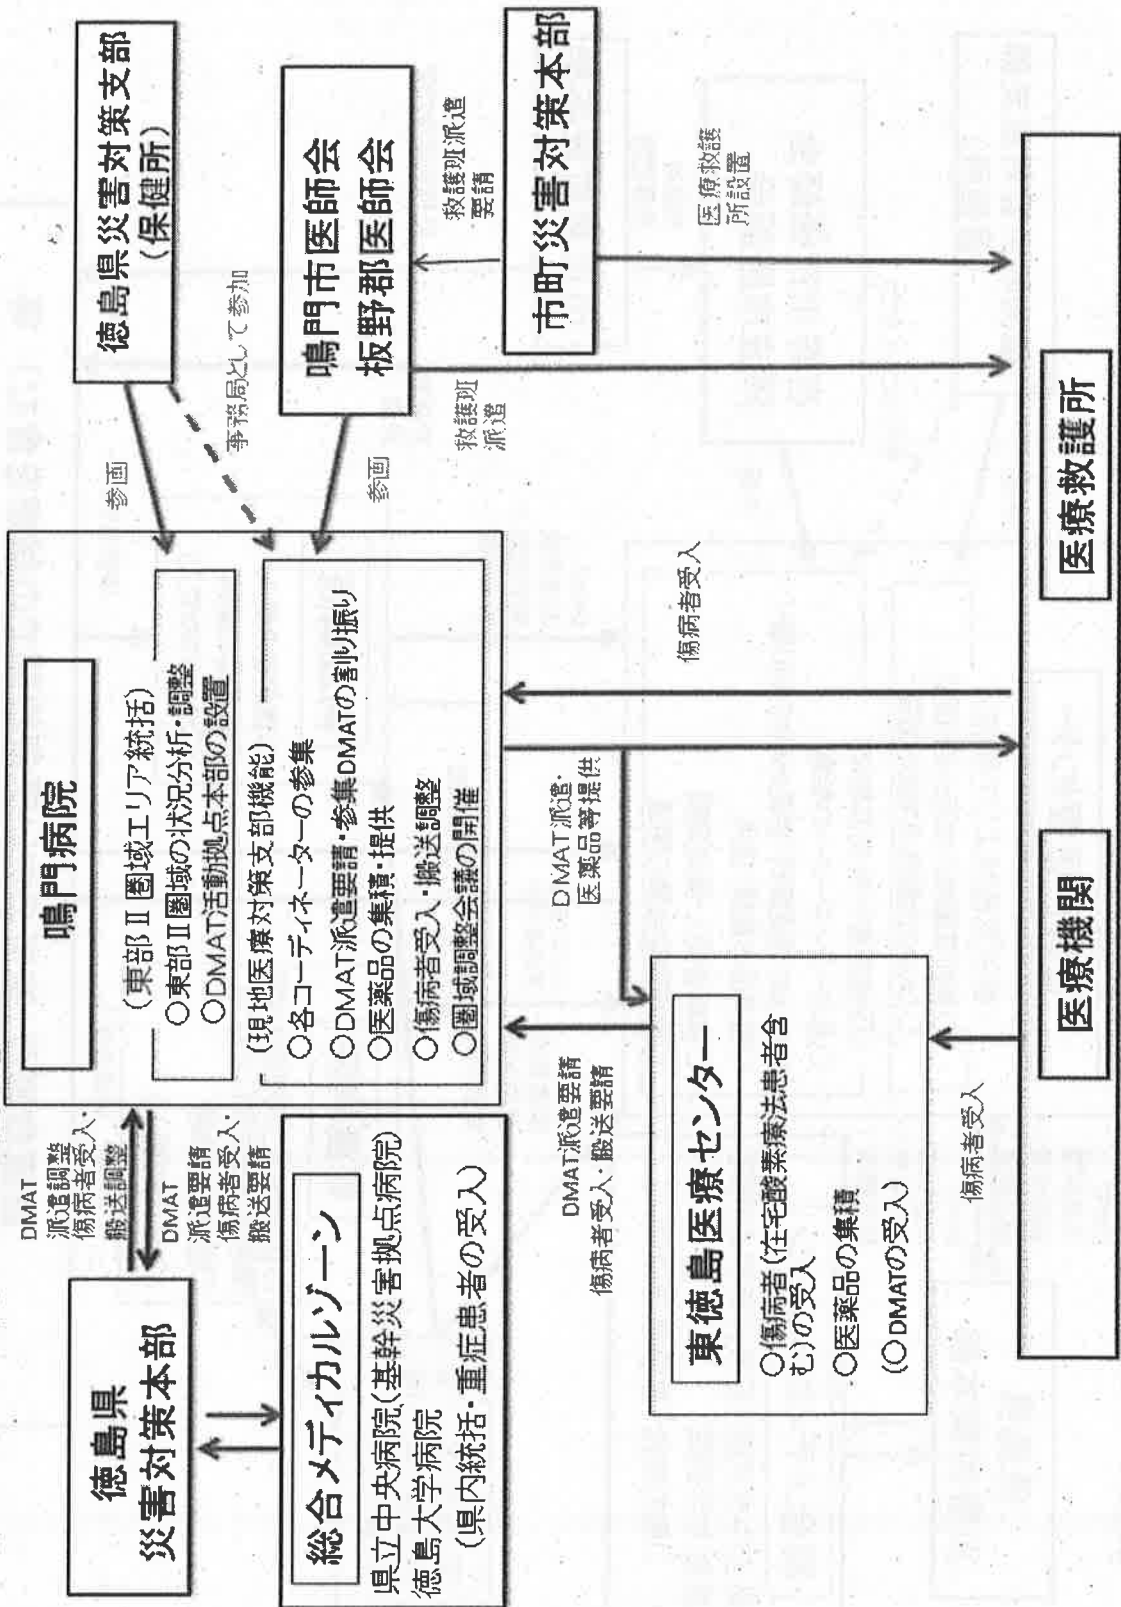 徳島県
災害対策本部
DMAT
派遣調整
傷病者受入・
搬送調整
DMAT
派遣要請
傷病者受入・
搬送要請
鳴門病院
(東部Ⅱ圏域エリア統括)
○東部Ⅱ圏域の状況分析・調整
○DMAT活動拠点本部の設置
(現地医療対策支部機能)
○各コーディネーターの参集
○DMAT派遣要請・参集DMATの割り振り
○医薬品の集積・提供
○傷病者受入・搬送調整
○圏域調整会議の開催
参画
事務局として参加
徳島県災害対策支部
(保健所)
参画
鳴門市医師会
板野郡医師会
救護班派遣
要請
救護班
派遣
市町災害対策本部
医療救護
所設置
総合メディカルゾーン
県立中央病院(基幹災害拠点病院)
徳島大学病院
(県内統括・重症患者の受入)
DMAT派遣要請
傷病者受入・搬送要請
DMAT派遣・
医薬品等提供
傷病者受入
東徳島医療センター
○傷病者(在宅酸素療法患者含
む)の受入
○医薬品の集積
(○DMATの受入)
傷病者受入
医療機関
医療救護所